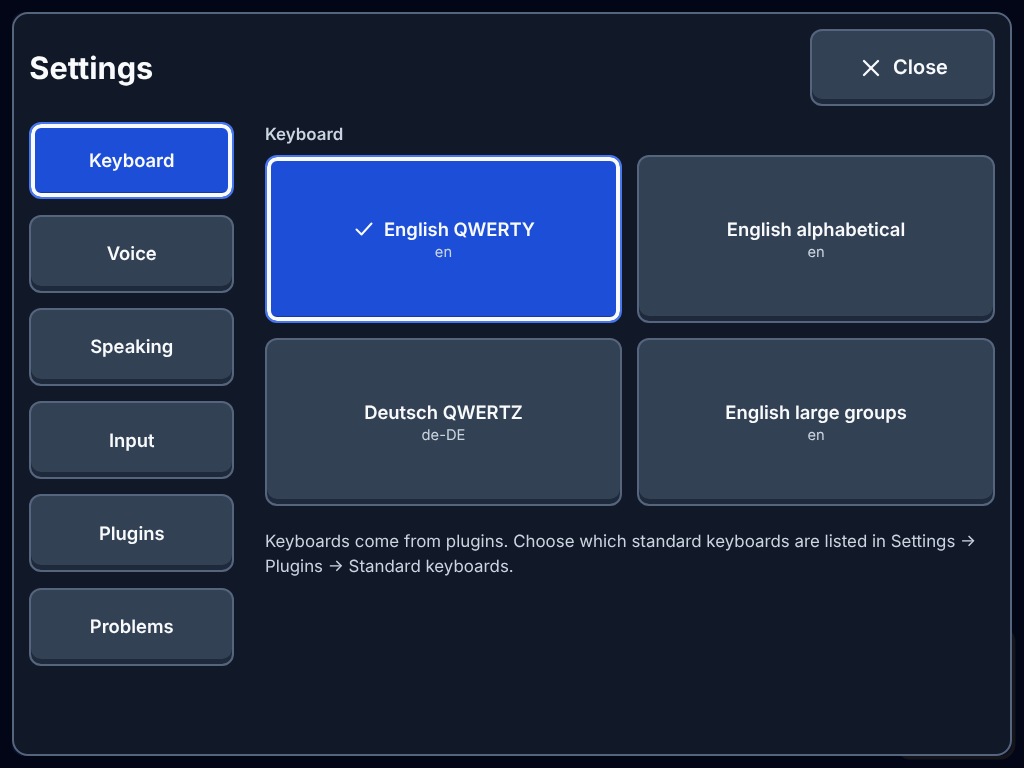 Settings
Close
Keyboard
Voice
Speaking
Input
Plugins
Problems
Keyboard
English QWERTY
en
English alphabetical
en
Deutsch QWERTZ
de-DE
English large groups
en
Keyboards come from plugins. Choose which standard keyboards are listed in Settings →
Plugins → Standard keyboards.